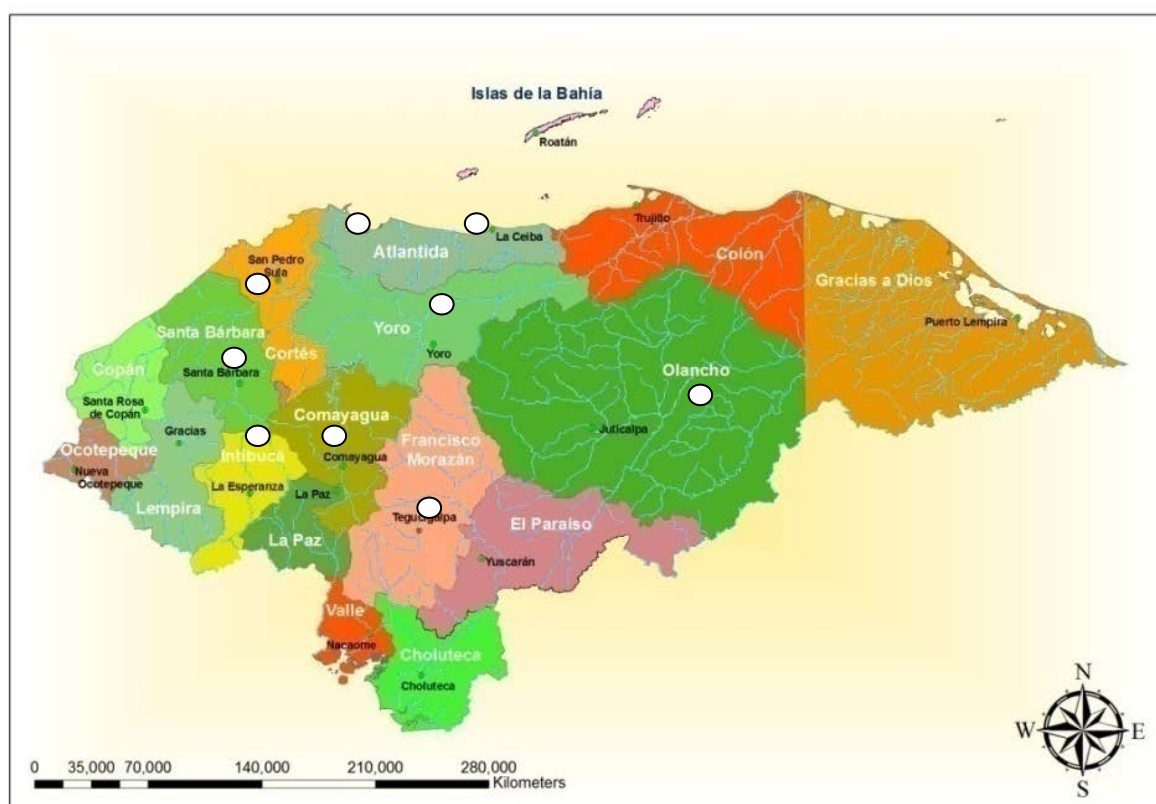 Islas de la Bahía
Roatán
Trujillo
La Ceiba
Atlantida
Colón
San Pedro
Sula
Gracias a Dios
Puerto Lempira
Santa Bárbara
Yoro
Yoro
Cortés
Copán
Santa Bárbara
Olancho
Santa Rosa
de Copán
Comayagua
Gracias
Juticalpa
Francisco
Morazán
Ocotepeque
Intibucá
Comayagua
Nueva
Ocotepeque
La Esperanza
La Paz
Lempira
Tegucigalpa
El Paraíso
La Paz
Yuscarán
Valle
Nacaome
Choluteca
Choluteca
N
W
E
S
0 35,000 70,000 140,000 210,000 280,000
Kilometers